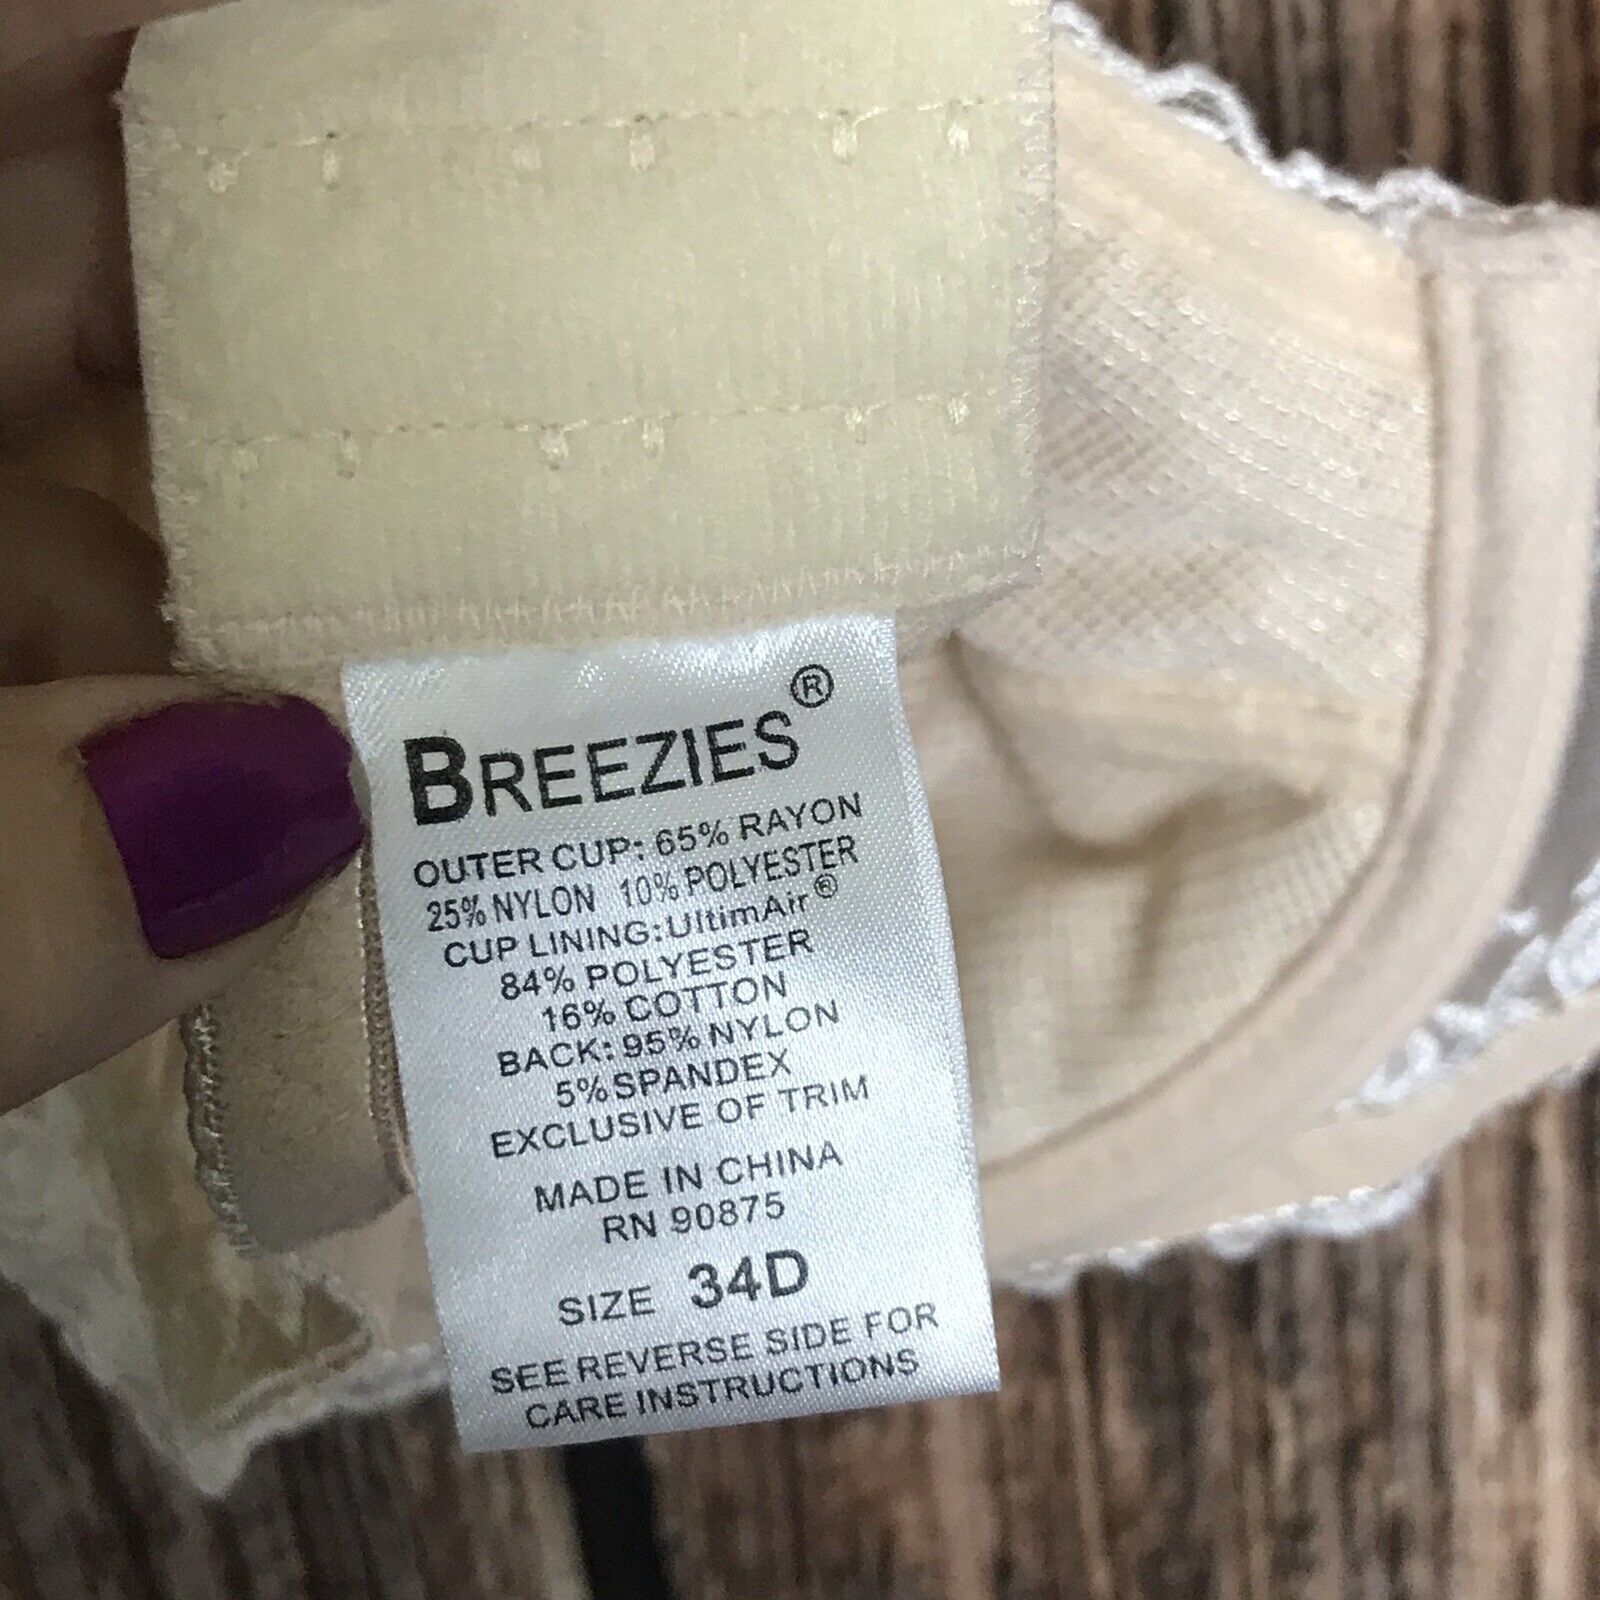 BREEZIES®
OUTER CUP: 65% RAYON
25% NYLON 10% POLYESTER
CUP LINING: UltimAir®
84% POLYESTER
16% COTTON
BACK: 95% NYLON
5% SPANDEX
EXCLUSIVE OF TRIM
MADE IN CHINA
RN 90875
SIZE 34D
SEE REVERSE SIDE FOR
CARE INSTRUCTIONS